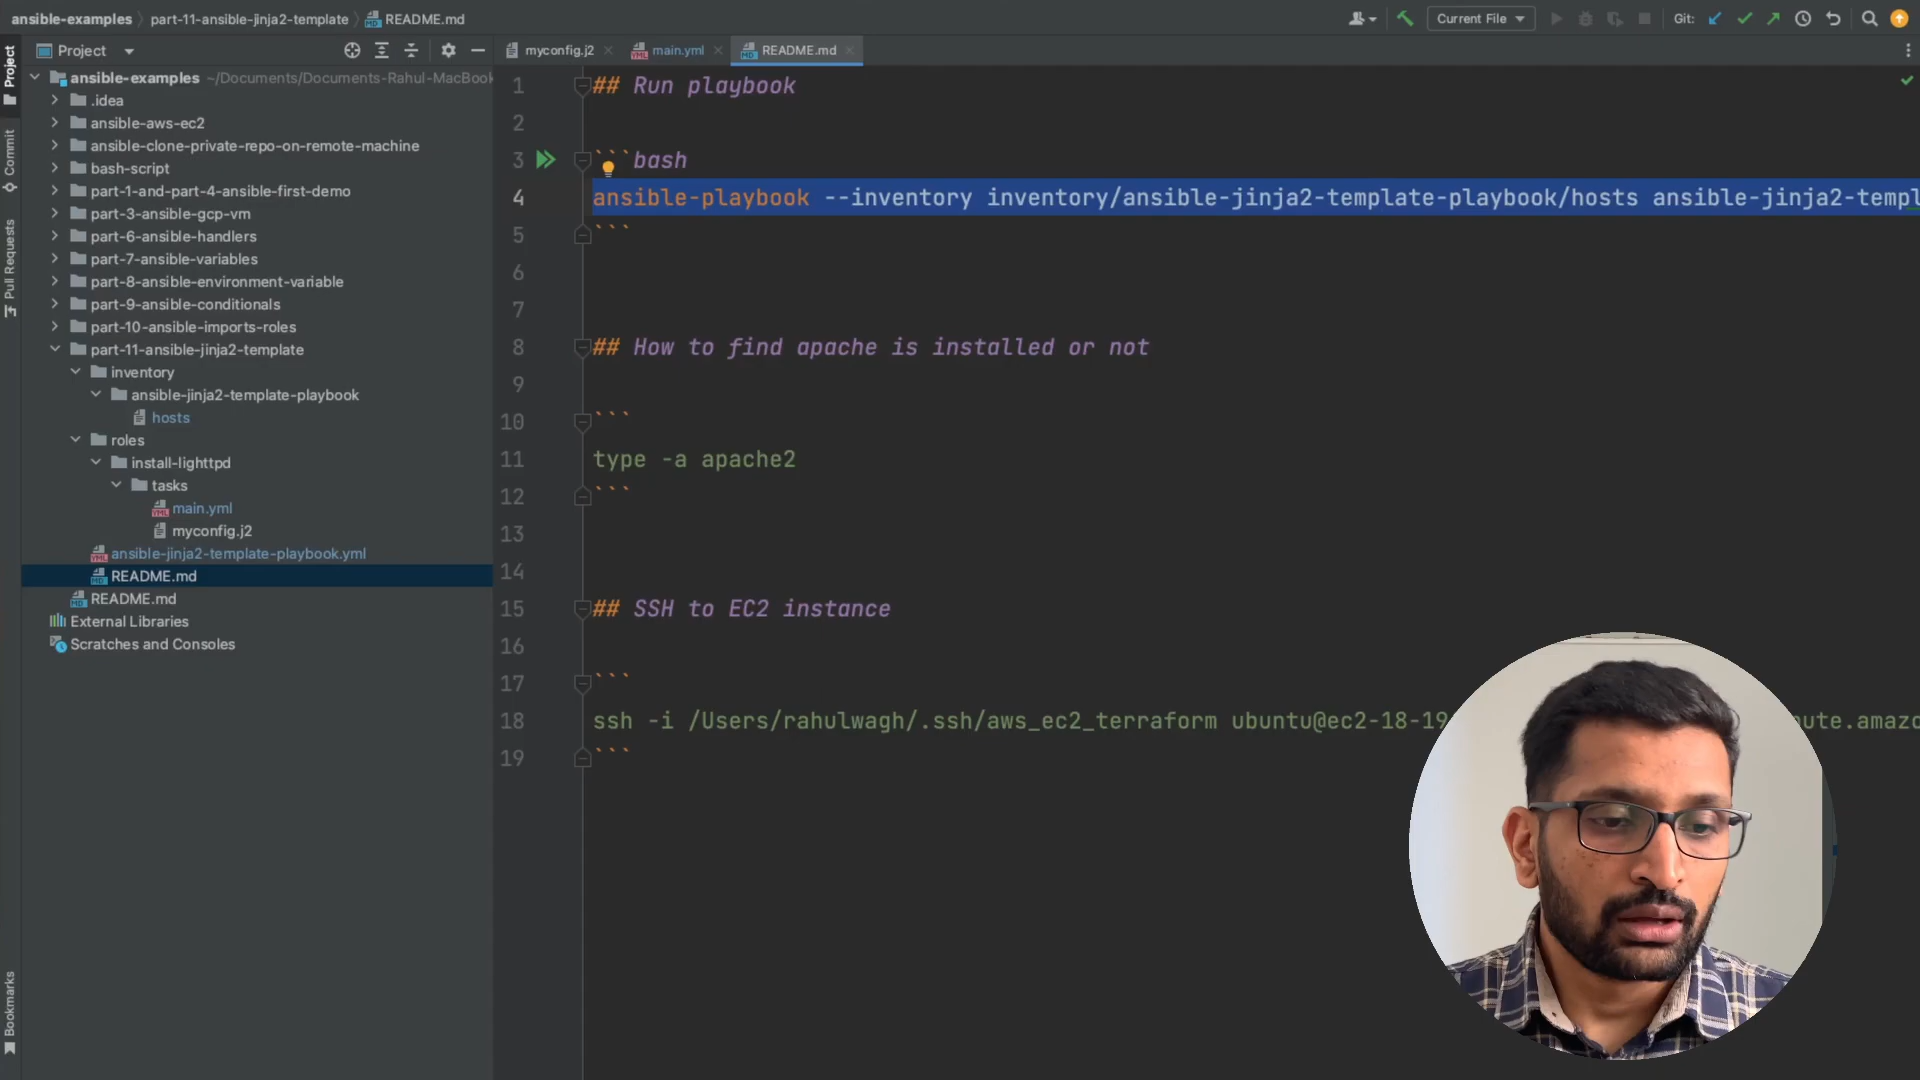 ansible-examples part-11-ansible-jinja2-template README.md
Current File
Git:
Project
myconfig.j2 main.yml README.md
Project
Commit
Pull Requests
Bookmarks
ansible-examples ~/Documents/Documents-Rahul-MacBook
.idea
ansible-aws-ec2
ansible-clone-private-repo-on-remote-machine
bash-script
part-1-and-part-4-ansible-first-demo
part-3-ansible-gcp-vm
part-6-ansible-handlers
part-7-ansible-variables
part-8-ansible-environment-variable
part-9-ansible-conditionals
part-10-ansible-imports-roles
part-11-ansible-jinja2-template
inventory
ansible-jinja2-template-playbook
hosts
roles
install-lighttpd
tasks
main.yml
myconfig.j2
ansible-jinja2-template-playbook.yml
README.md
README.md
External Libraries
Scratches and Consoles
1 ## Run playbook
2
3 ```bash
4 ansible-playbook --inventory inventory/ansible-jinja2-template-playbook/hosts ansible-jinja2-templ
5 ```
6
7
8 ## How to find apache is installed or not
9
10 ```
11 type -a apache2
12 ```
13
14
15 ## SSH to EC2 instance
16
17 ```
18 ssh -i /Users/rahulwagh/.ssh/aws_ec2_terraform ubuntu@ec2-18-19 ute.amazo
19 ```